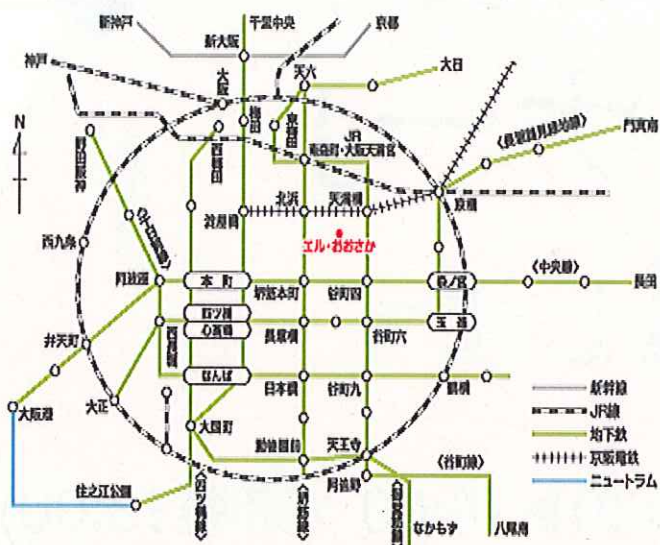 新神戸
千里中央
京都
新大阪
神戸
大阪
梅田
天六
大日
N
野田阪神
西梅田
東梅田
JR
南森町・大阪天満宮
〈長堀鶴見緑地線〉
門真南
京橋
淀屋橋
北浜
天満橋
エル・おおさか
西九条
〈千日前線〉
阿波座
本町
堺筋本町
谷町四
森ノ宮
〈中央線〉
長田
弁天町
西長堀
四ツ橋
心斎橋
長堀橋
谷町六
玉造
なんば
日本橋
谷町九
鶴橋
大阪港
大正
大国町
動物園前
天王寺
阿倍野
〈谷町線〉
住之江公園
〈四ツ橋線〉
〈堺筋線〉
〈御堂筋線〉
なかもず
八尾南
新幹線
JR線
地下鉄
京阪電鉄
ニュートラム